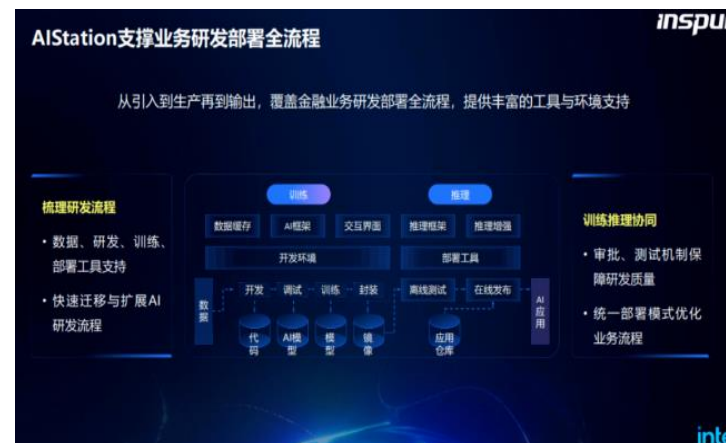 AIStation支撑业务研发部署全流程
inspu
从引入到生产再到输出，覆盖金融业务研发部署全流程，提供丰富的工具与环境支持
梳理研发流程
• 数据、研发、训练、
部署工具支持
• 快速迁移与扩展AI
研发流程
训练
推理
数据缓存
AI框架
交互界面
推理框架
推理增强
开发环境
部署工具
数据
开发
调试
训练
封装
离线测试
在线发布
AI
应用
代码
AI模型
模型
镜像
应用
仓库
训练推理协同
• 审批、测试机制保
障研发质量
• 统一部署模式优化
业务流程
inte